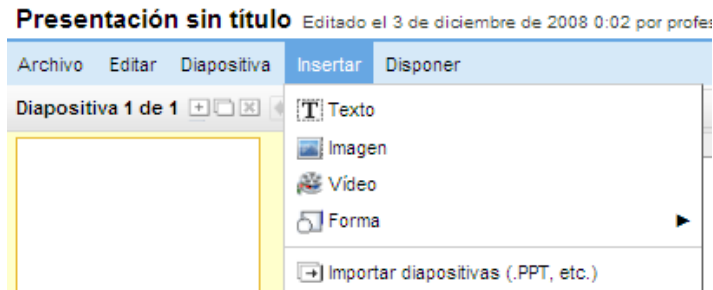 Presentación sin título Editado el 3 de diciembre de 2008 0:02 por profes
Archivo Editar Diapositiva Insertar Disponer
Diapositiva 1 de 1
Texto
Imagen
Vídeo
Forma
Importar diapositivas (.PPT, etc.)